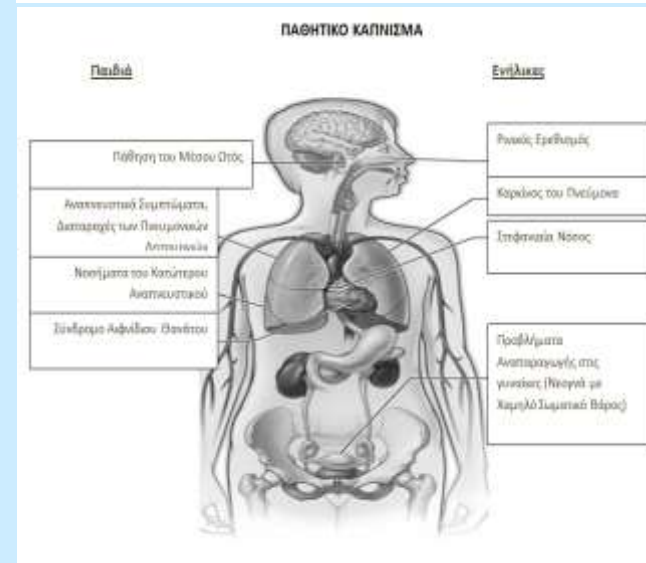 ΠΑΘΗΤΙΚΟ ΚΑΠΝΙΣΜΑ
Παιδιά
Πάθηση του Μέσου Ωτός
Αναπνευστικά Συμπτώματα,
Διαταραχές των Πνευμονικών
Λειτουργιών
Νοσήματα του Κατώτερου
Αναπνευστικού
Σύνδρομο Αιφνίδιου Θανάτου
Ενήλικες
Ρινικός Ερεθισμός
Καρκίνος του Πνεύμονα
Στεφανιαία Νόσος
Προβλήματα
Αναπαραγωγής στις
γυναίκες (Νεογνά με
Χαμηλό Σωματικό Βάρος)